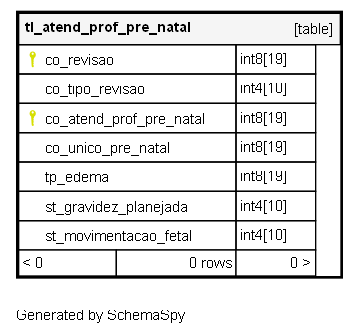 tl_atend_prof_pre_natal [table]
co_revisao int8[19]
co_tipo_revisao int4[10]
co_atend_prof_pre_natal int8[19]
co_unico_pre_natal int8[19]
tp_edema int8[19]
st_gravidez_planejada int4[10]
st_movimentacao_fetal int4[10]
< 0 0 rows 0 >
Generated by SchemaSpy